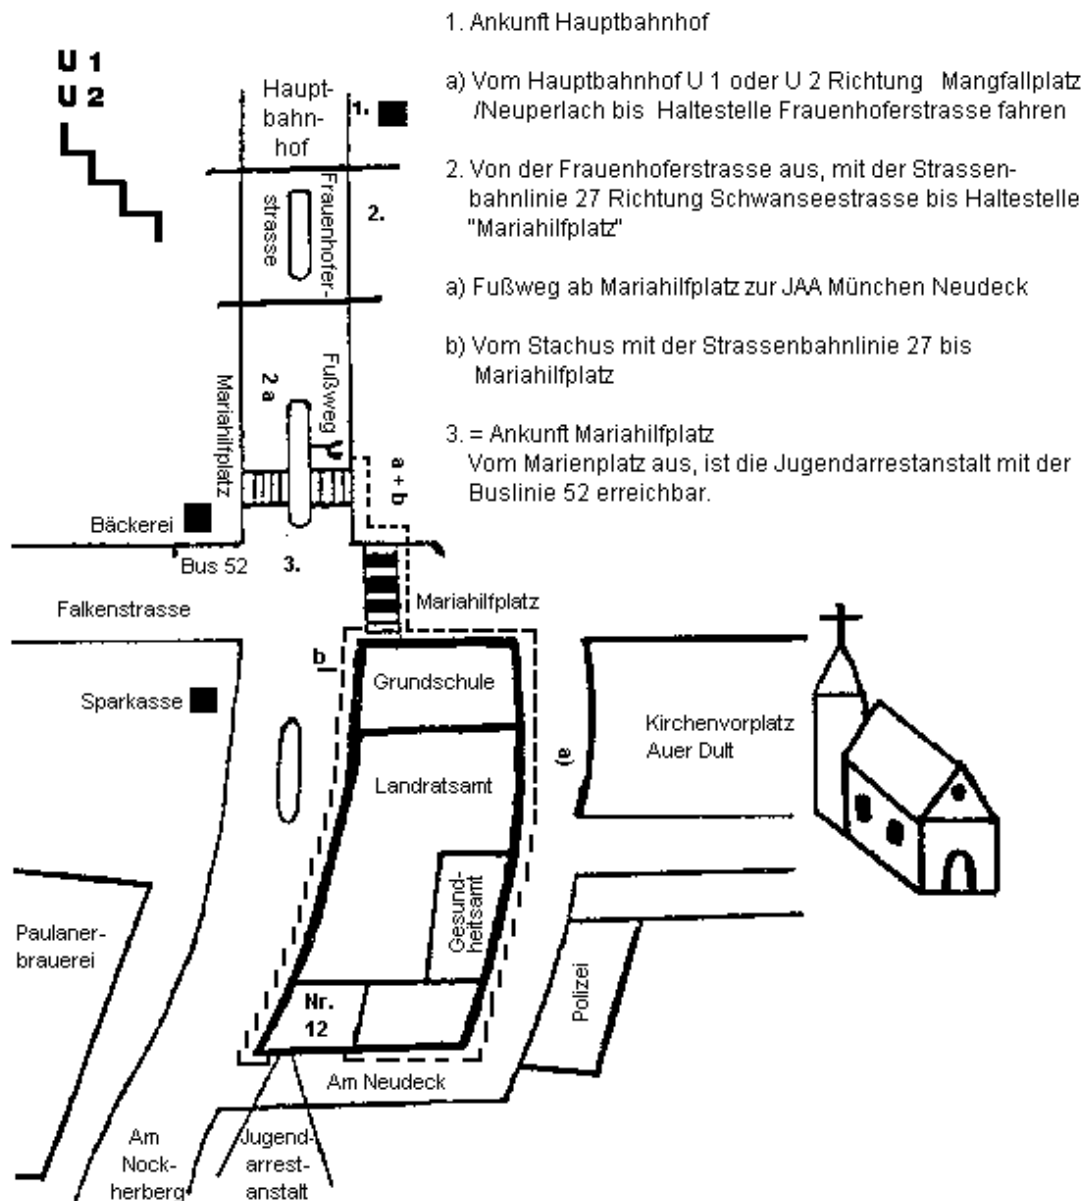 1. Ankunft Hauptbahnhof
a) Vom Hauptbahnhof U 1 oder U 2 Richtung Mangfallplatz
/Neuperlach bis Haltestelle Frauenhoferstrasse fahren
2. Von der Frauenhoferstrasse aus, mit der Strassen-
bahnlinie 27 Richtung Schwanseestrasse bis Haltestelle
"Mariahilfplatz"
a) Fußweg ab Mariahilfplatz zur JAA München Neudeck
b) Vom Stachus mit der Strassenbahnlinie 27 bis
Mariahilfplatz
3. = Ankunft Mariahilfplatz
Vom Marienplatz aus, ist die Jugendarrestanstalt mit der
Buslinie 52 erreichbar.
U 1
U 2
Haupt-
bahn-
hof
1.
Frauenhofer-
strasse
2.
Mariahilfplatz
2 a
Fußweg
a + b
Bäckerei
Bus 52
3.
Falkenstrasse
Mariahilfplatz
b
Grundschule
Sparkasse
Kirchenvorplatz
Auer Dult
a)
Landratsamt
Gesund-
heitsamt
Paulaner-
brauerei
Polizei
Nr.
12
Am Neudeck
Am
Nock-
herberg
Jugend-
arrest-
anstalt